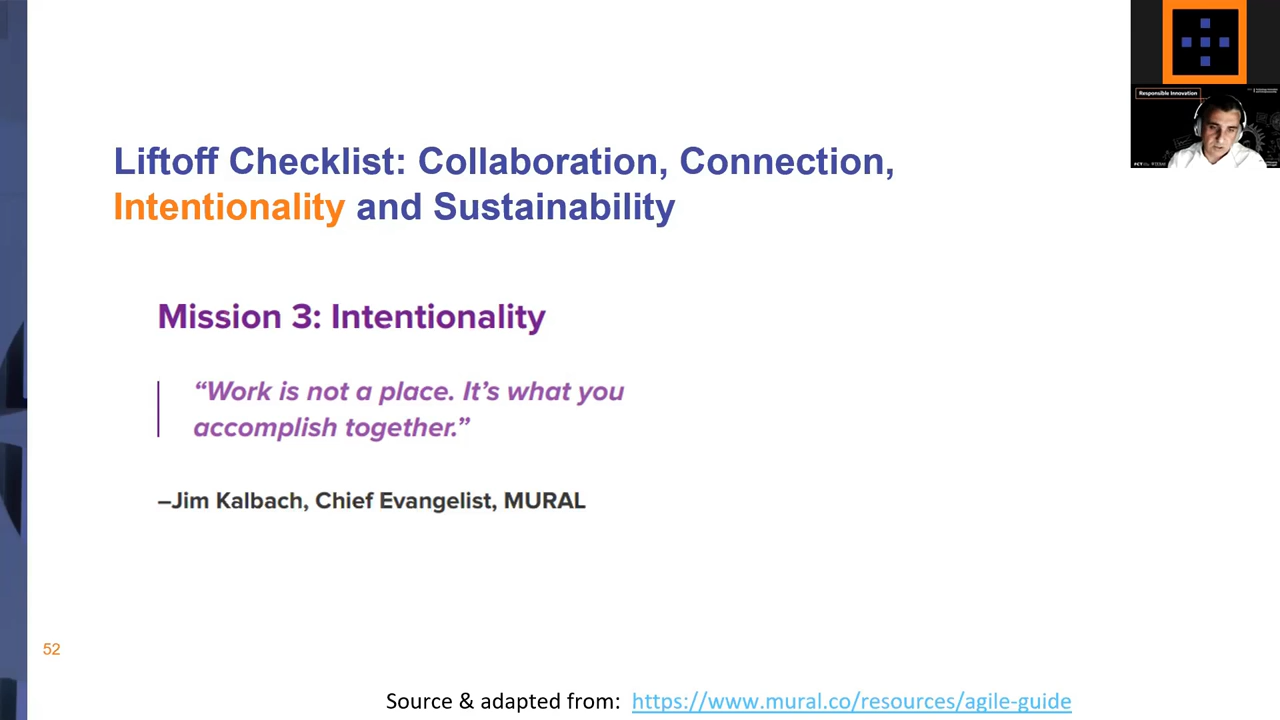 Liftoff Checklist: Collaboration, Connection,
Intentionality and Sustainability
Mission 3: Intentionality
“Work is not a place. It’s what you
accomplish together.”
–Jim Kalbach, Chief Evangelist, MURAL
52
Source & adapted from: https://www.mural.co/resources/agile-guide
Responsible Innovation